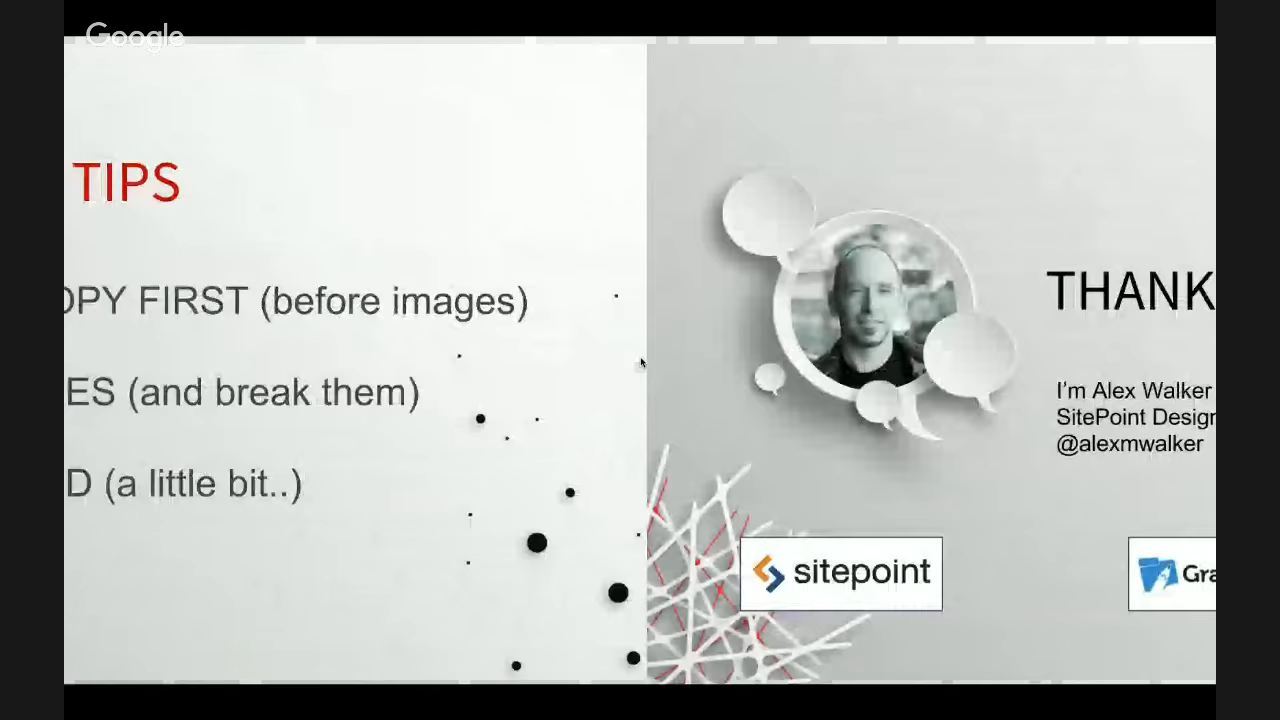 Google
TIPS
OPY FIRST (before images)
ES (and break them)
D (a little bit..)
THANK
I'm Alex Walker
SitePoint Design
@alexmwalker
sitepoint
Gra